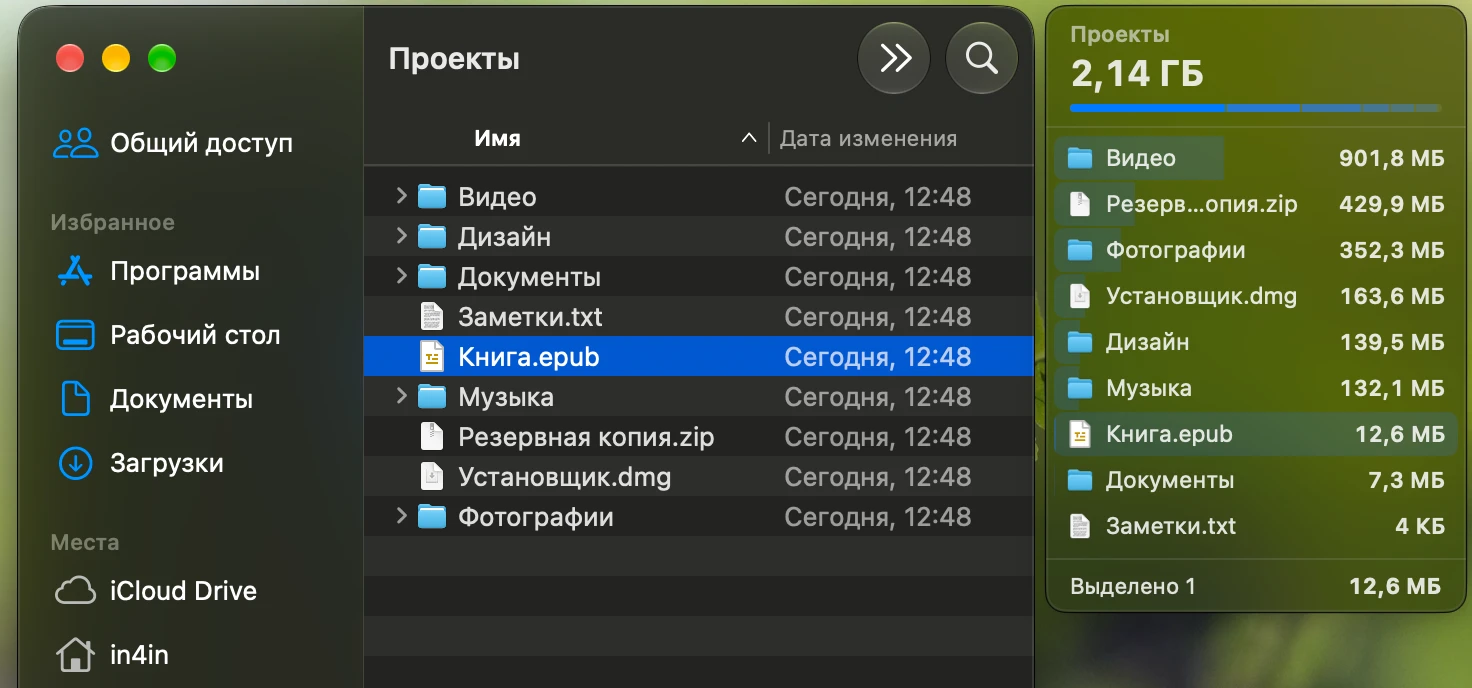 Проекты
Имя
Дата изменения
Общий доступ
Избранное
Программы
Рабочий стол
Документы
Загрузки
Места
iCloud Drive
in4in
Видео Сегодня, 12:48
Дизайн Сегодня, 12:48
Документы Сегодня, 12:48
Заметки.txt Сегодня, 12:48
Книга.epub Сегодня, 12:48
Музыка Сегодня, 12:48
Резервная копия.zip Сегодня, 12:48
Установщик.dmg Сегодня, 12:48
Фотографии Сегодня, 12:48
Проекты
2,14 ГБ
Видео 901,8 МБ
Резерв...опия.zip 429,9 МБ
Фотографии 352,3 МБ
Установщик.dmg 163,6 МБ
Дизайн 139,5 МБ
Музыка 132,1 МБ
Книга.epub 12,6 МБ
Документы 7,3 МБ
Заметки.txt 4 КБ
Выделено 1 12,6 МБ